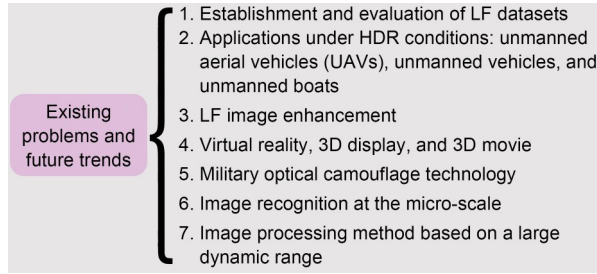 Existing
problems and
future trends
1. Establishment and evaluation of LF datasets
2. Applications under HDR conditions: unmanned
aerial vehicles (UAVs), unmanned vehicles, and
unmanned boats
3. LF image enhancement
4. Virtual reality, 3D display, and 3D movie
5. Military optical camouflage technology
6. Image recognition at the micro-scale
7. Image processing method based on a large
dynamic range